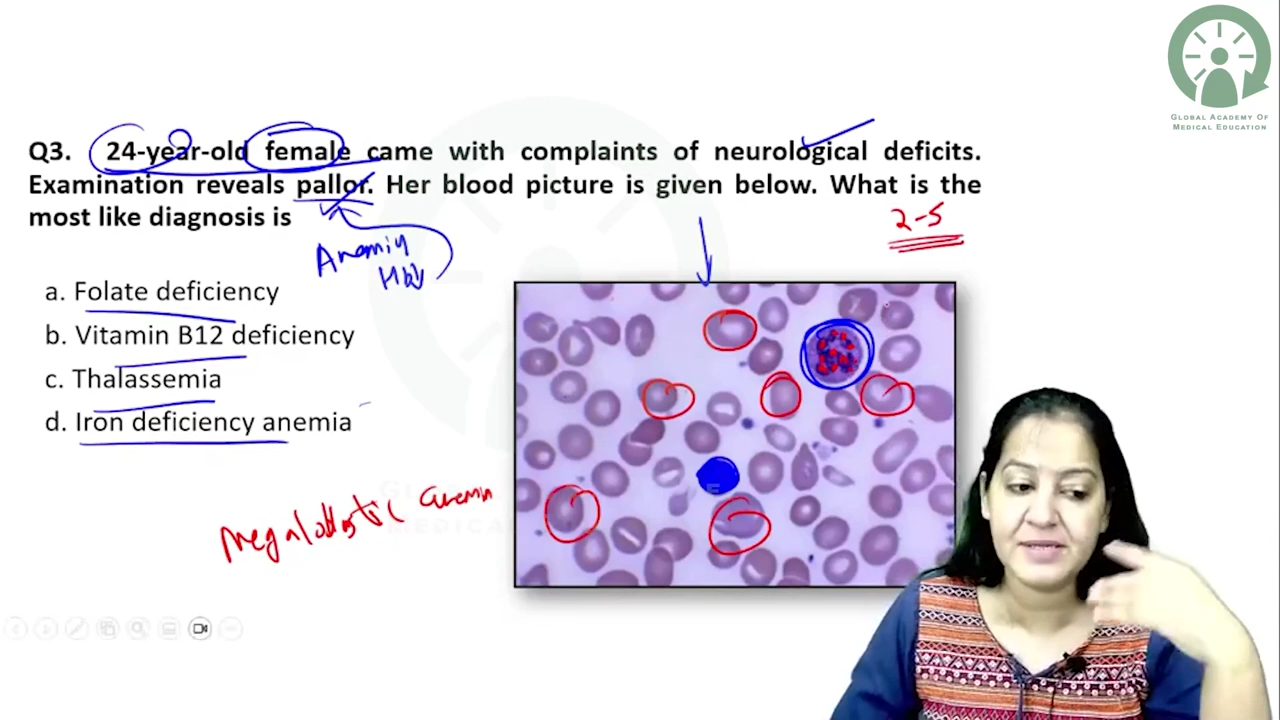 GLOBAL ACADEMY OF
MEDICAL EDUCATION
Q3. 24-year-old female came with complaints of neurological deficits.
Examination reveals pallor. Her blood picture is given below. What is the
most like diagnosis is
2-5
Anemia
Hb↓
a. Folate deficiency
b. Vitamin B12 deficiency
c. Thalassemia
d. Iron deficiency anemia